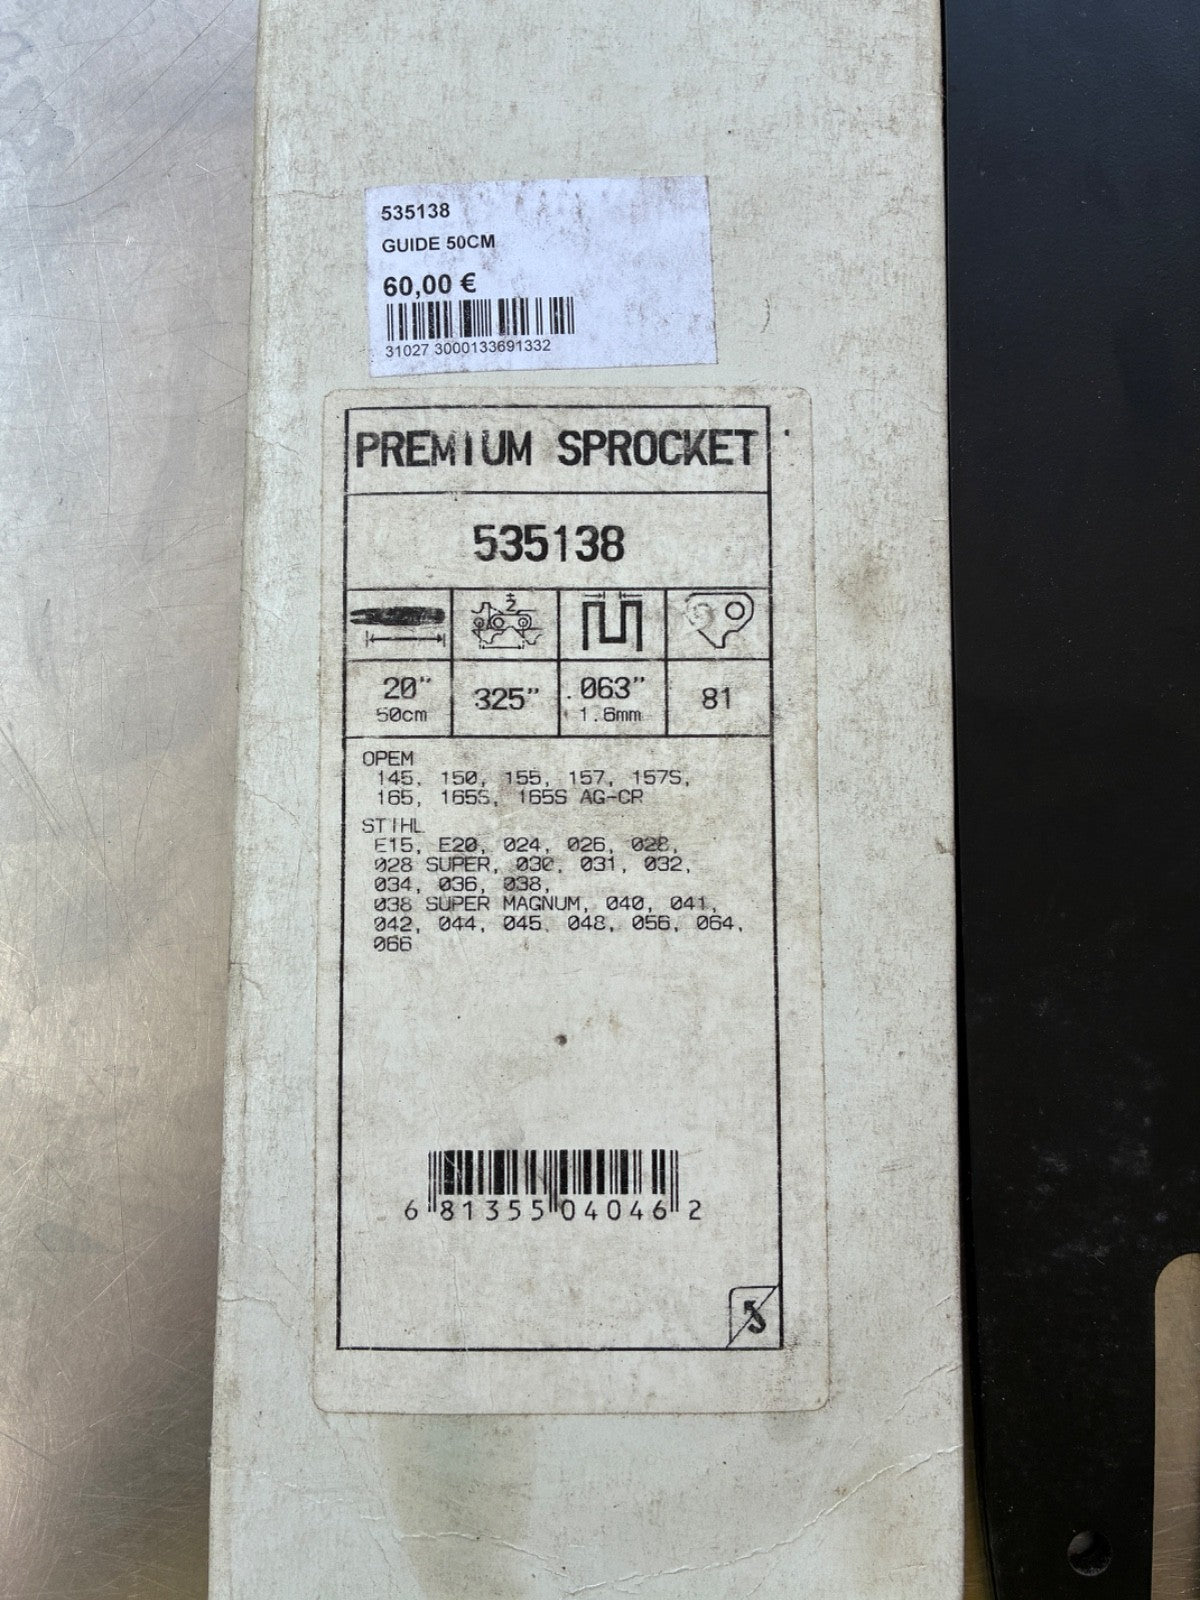 535138
GUIDE 50CM
60,00 €
31027 3000133691332
PREMIUM SPROCKET
535138
20" 325" .063" 81
50cm 1.6mm
OPEM
145, 150, 155, 157, 157S,
165, 165S, 165S AG-CR
STIHL
E15, E20, 024, 026, 028,
028 SUPER, 030, 031, 032,
034, 036, 038,
038 SUPER MAGNUM, 040, 041,
042, 044, 045, 048, 056, 064,
066
6 81355 04046 2